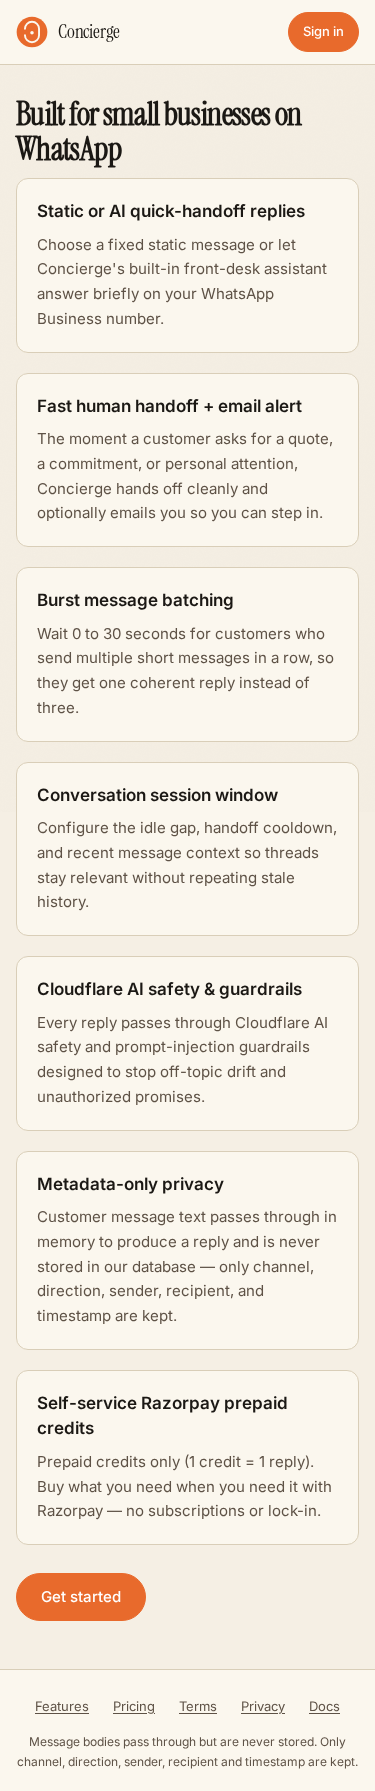 Concierge
Sign in
Built for small businesses on
WhatsApp
Static or AI quick-handoff replies
Choose a fixed static message or let
Concierge's built-in front-desk assistant
answer briefly on your WhatsApp
Business number.
Fast human handoff + email alert
The moment a customer asks for a quote,
a commitment, or personal attention,
Concierge hands off cleanly and
optionally emails you so you can step in.
Burst message batching
Wait 0 to 30 seconds for customers who
send multiple short messages in a row, so
they get one coherent reply instead of
three.
Conversation session window
Configure the idle gap, handoff cooldown,
and recent message context so threads
stay relevant without repeating stale
history.
Cloudflare AI safety & guardrails
Every reply passes through Cloudflare AI
safety and prompt-injection guardrails
designed to stop off-topic drift and
unauthorized promises.
Metadata-only privacy
Customer message text passes through in
memory to produce a reply and is never
stored in our database — only channel,
direction, sender, recipient, and
timestamp are kept.
Self-service Razorpay prepaid
credits
Prepaid credits only (1 credit = 1 reply).
Buy what you need when you need it with
Razorpay — no subscriptions or lock-in.
Get started
Features Pricing Terms Privacy Docs
Message bodies pass through but are never stored. Only
channel, direction, sender, recipient and timestamp are kept.